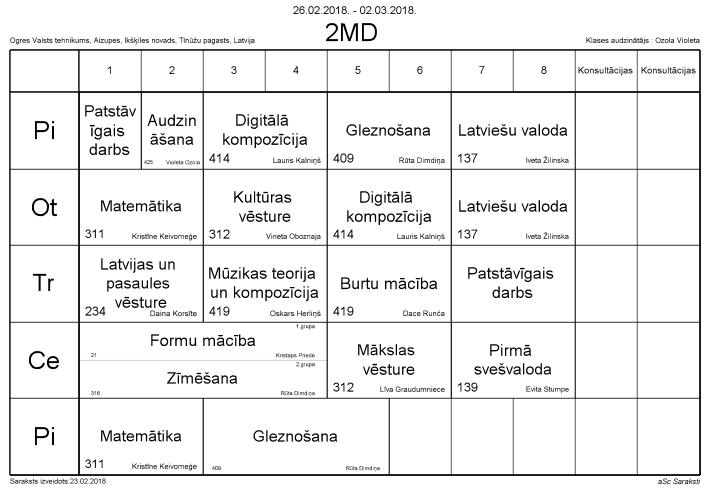 26.02.2018. - 02.03.2018.
Ogres Valsts tehnikums, Aizupes, Ikšķiles novads, Tīnūžu pagasts, Latvija
2MD
Klases audzinātājs : Ozola Violeta
1 2 3 4 5 6 7 8 Konsultācijas Konsultācijas
Pi
Patstāv
īgais
darbs
Audzin
āšana
425 Violeta Ozola
Digitālā
kompozīcija
414 Lauris Kalniņš
Gleznošana
409 Rūta Dimdiņa
Latviešu valoda
137 Iveta Žilinska
Ot
Matemātika
311 Kristīne Keivomeģe
Kultūras
vēsture
312 Vineta Oboznaja
Digitālā
kompozīcija
414 Lauris Kalniņš
Latviešu valoda
137 Iveta Žilinska
Tr
Latvijas un
pasaules
vēsture
234 Daina Korsīte
Mūzikas teorija
un kompozīcija
419 Oskars Herliņš
Burtu mācība
419 Dace Runča
Patstāvīgais
darbs
Ce
1.grupa
Formu mācība
21 Kristaps Priede
2.grupa
Zīmēšana
316 Rūta Dimdiņa
Mākslas
vēsture
312 Līva Graudumniece
Pirmā
svešvaloda
139 Evita Stumpe
Pi
Matemātika
311 Kristīne Keivomeģe
Gleznošana
409 Rūta Dimdiņa
Saraksts izveidots:23.02.2018
aSc Saraksti